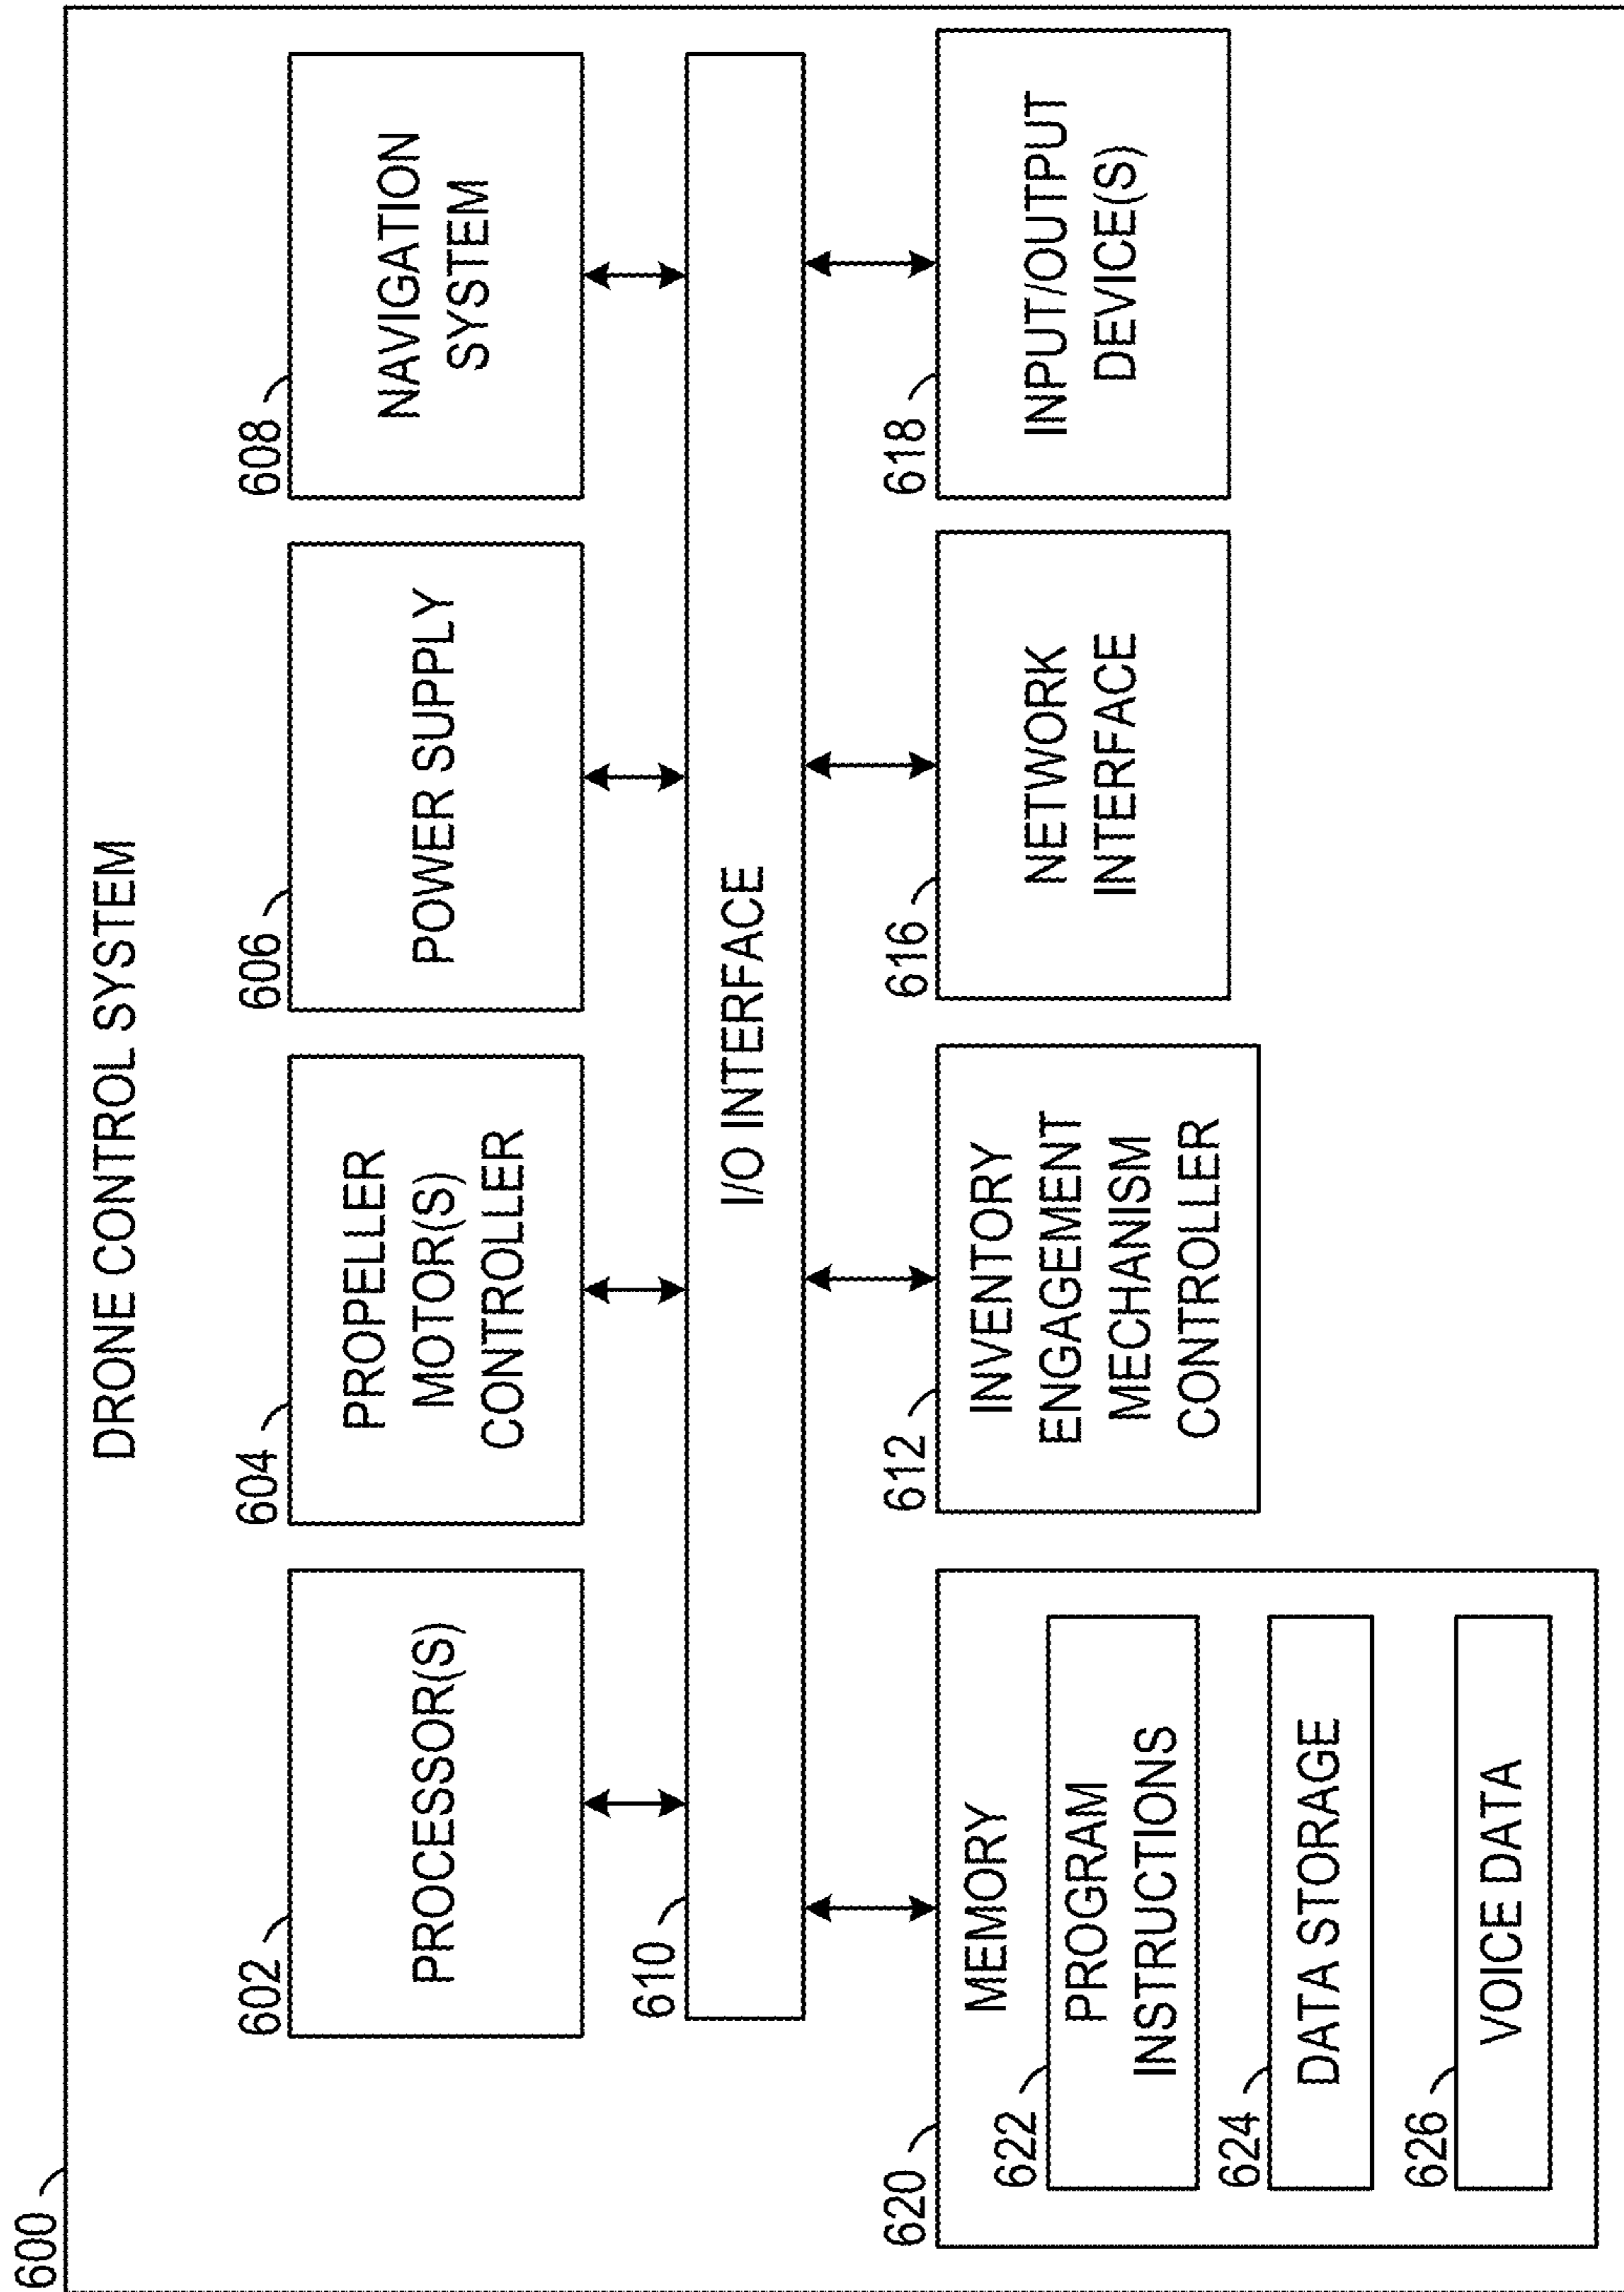 600
DRONE CONTROL SYSTEM
602
PROCESSOR(S)
604
PROPELLER
MOTOR(S)
CONTROLLER
606
POWER SUPPLY
608
NAVIGATION
SYSTEM
610
I/O INTERFACE
620
MEMORY
622
PROGRAM
INSTRUCTIONS
624
DATA STORAGE
626
VOICE DATA
612
INVENTORY
ENGAGEMENT
MECHANISM
CONTROLLER
616
NETWORK
INTERFACE
618
INPUT/OUTPUT
DEVICE(S)